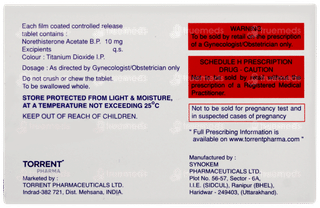 Each film coated controlled release
tablet contains :
Norethisterone Acetate B.P. 10 mg
Excipients q.s.
Colour : Titanium Dioxide I.P.
Dosage : As directed by Gynecologist/Obstetrician only
Do not crush or chew the tablet.
To be swallowed whole.
STORE PROTECTED FROM LIGHT & MOISTURE,
AT A TEMPERATURE NOT EXCEEDING 25°C
KEEP OUT OF REACH OF CHILDREN.
TORRENT
PHARMA
Marketed by :
TORRENT PHARMACEUTICALS LTD.
Indrad-382 721, Dist. Mehsana, INDIA.
WARNING
To be sold by retail on the prescription
of a Gynecologist/Obstetrician only.
SCHEDULE H PRESCRIPTION
DRUG - CAUTION
Not to be sold by retail without the
prescription of a Registered Medical
Practitioner.
Not to be sold for pregnancy test and
in suspected cases of pregnancy
" Full Prescribing Information is
available on www.torrentpharma.com "
Manufactured by :
SYNOKEM
PHARMACEUTICALS LTD.
Plot No. 56-57, Sector - 6A,
I.I.E. (SIDCUL), Ranipur (BHEL),
Haridwar - 249403, (Uttarakhand).